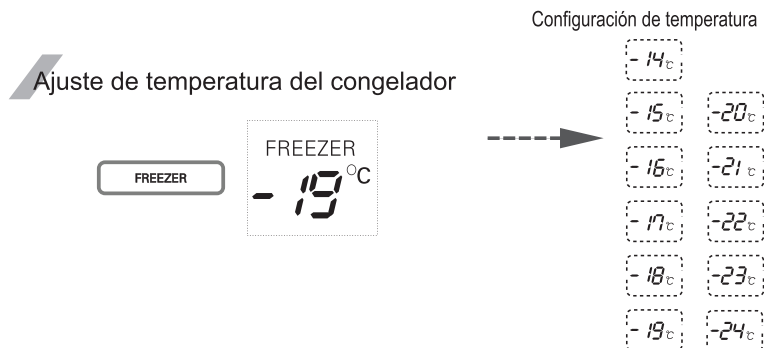 Configuración de temperatura
Ajuste de temperatura del congelador
FREEZER
FREEZER
-19 °C
-14 °C
-15 °C -20 °C
-16 °C -21 °C
-17 °C -22 °C
-18 °C -23 °C
-19 °C -24 °C